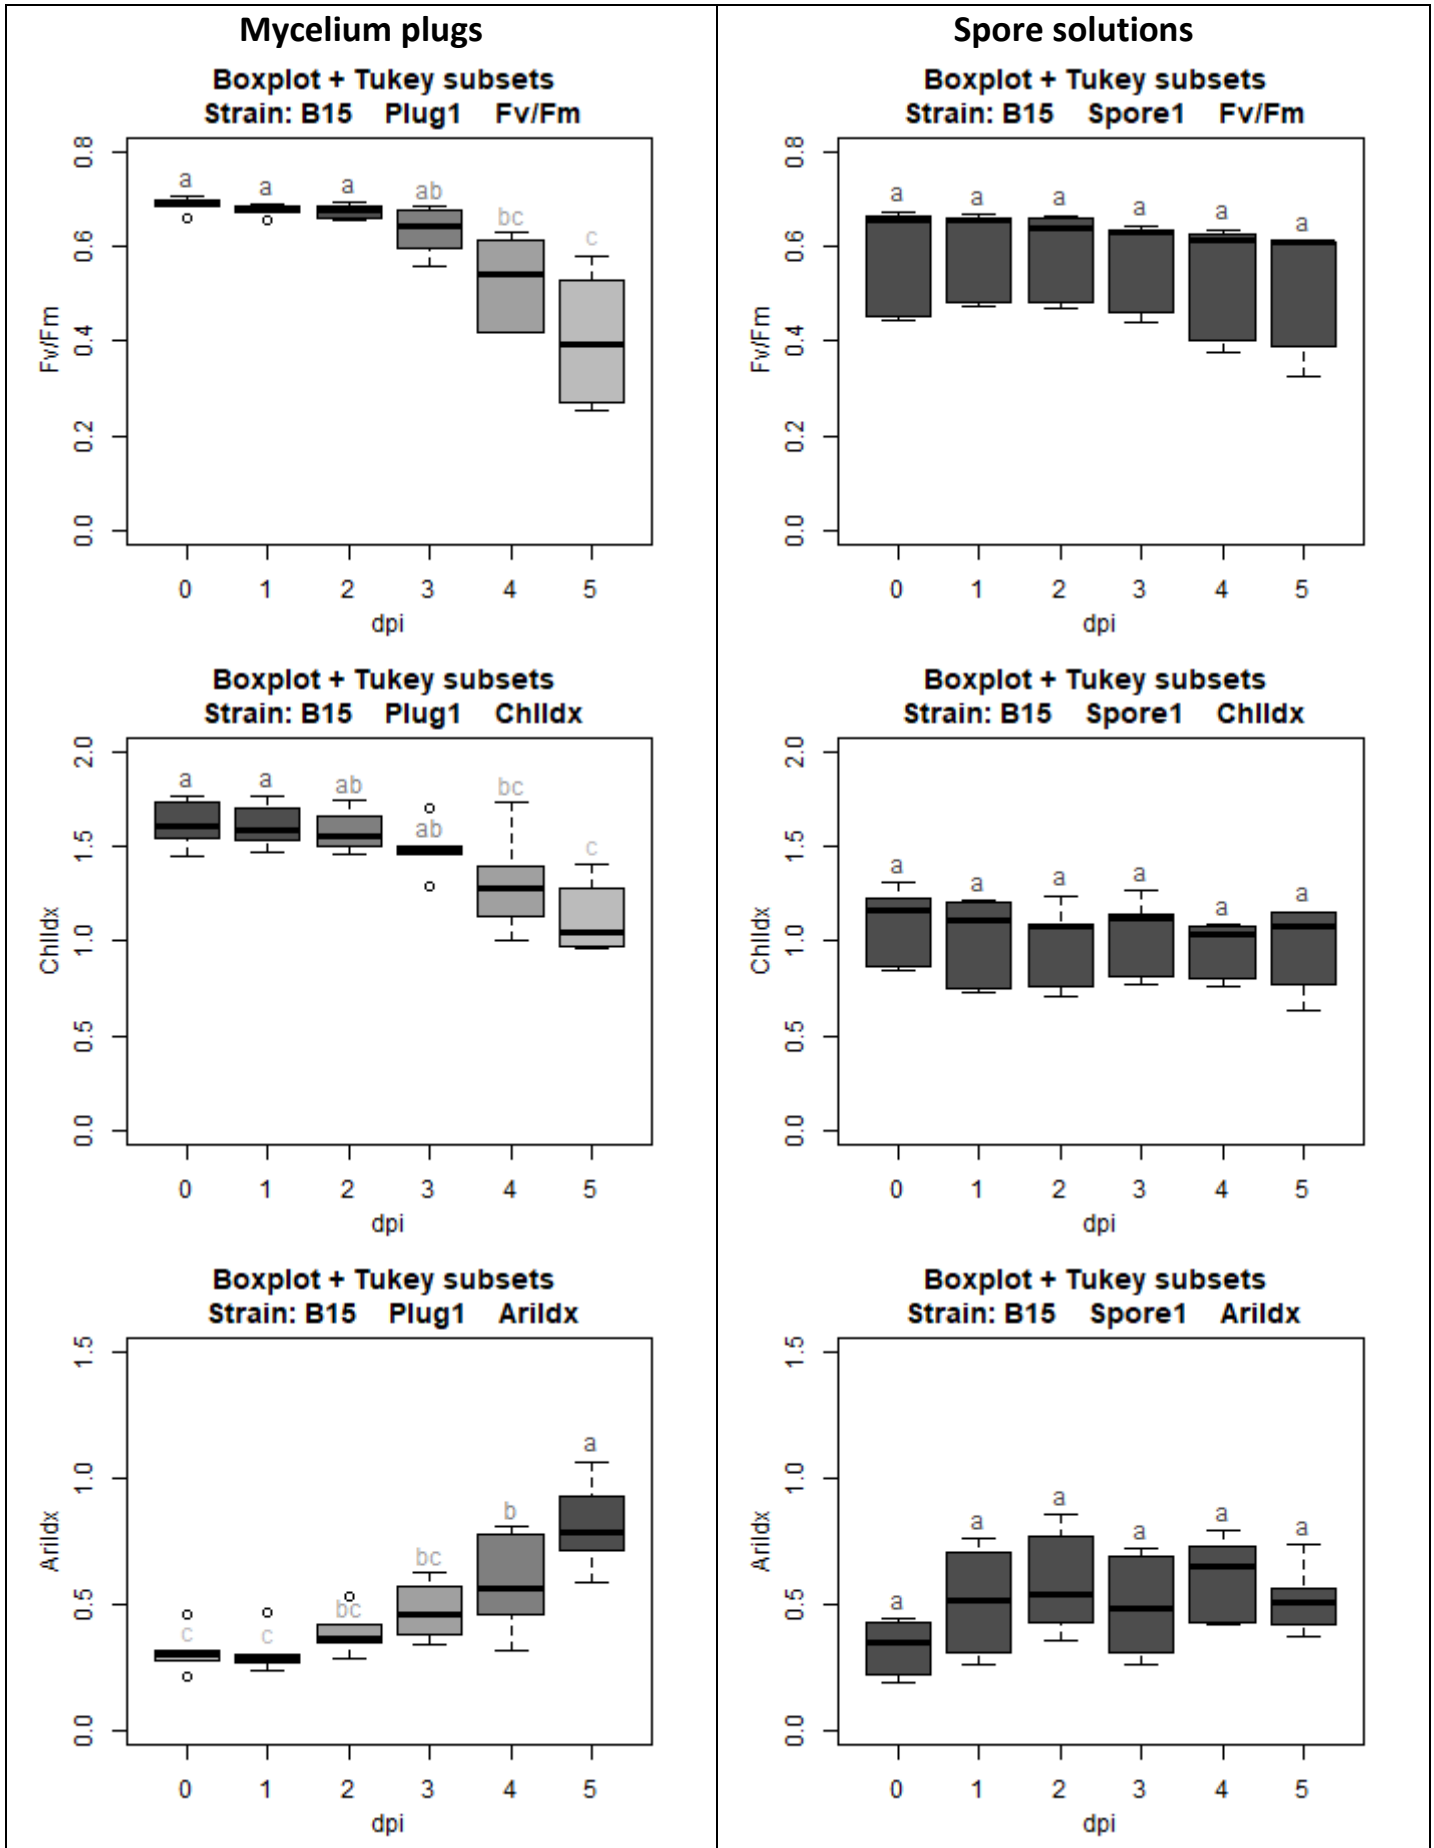 Mycelium plugs
Boxplot + Tukey subsets
Strain: B15 Plug1 Fv/Fm
Fv/Fm
0.0 0.2 0.4 0.6 0.8
a a a ab bc c
0 1 2 3 4 5
dpi
Boxplot + Tukey subsets
Strain: B15 Plug1 ChlIdx
ChlIdx
0.0 0.5 1.0 1.5 2.0
a a ab ab bc c
0 1 2 3 4 5
dpi
Boxplot + Tukey subsets
Strain: B15 Plug1 AriIdx
AriIdx
0.0 0.5 1.0 1.5
c c bc bc b a
0 1 2 3 4 5
dpi
Spore solutions
Boxplot + Tukey subsets
Strain: B15 Spore1 Fv/Fm
Fv/Fm
0.0 0.2 0.4 0.6 0.8
a a a a a a
0 1 2 3 4 5
dpi
Boxplot + Tukey subsets
Strain: B15 Spore1 ChlIdx
ChlIdx
0.0 0.5 1.0 1.5 2.0
a a a a a a
0 1 2 3 4 5
dpi
Boxplot + Tukey subsets
Strain: B15 Spore1 AriIdx
AriIdx
0.0 0.5 1.0 1.5
a a a a a a
0 1 2 3 4 5
dpi